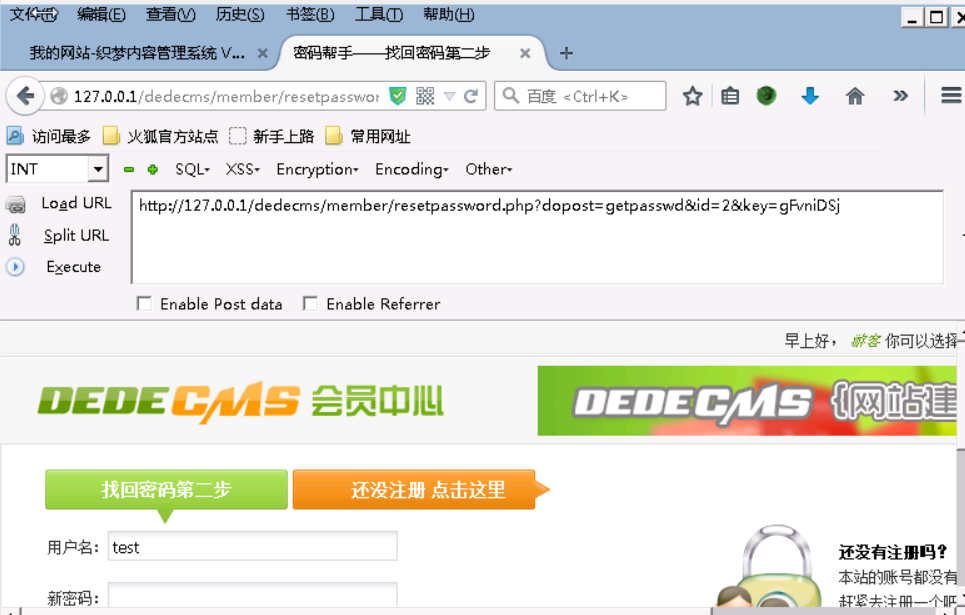 文件(F) 编辑(E) 查看(V) 历史(S) 书签(B) 工具(T) 帮助(H)
我的网站-织梦内容管理系统 V... × 密码帮手——找回密码第二步 × +
127.0.0.1/dedecms/member/resetpasswor 百度 <Ctrl+K>
访问最多 火狐官方站点 新手上路 常用网址
INT SQL XSS Encryption Encoding Other
Load URL http://127.0.0.1/dedecms/member/resetpassword.php?dopost=getpasswd&id=2&key=gFvniDSj
Split URL
Execute
Enable Post data Enable Referrer
早上好， 游客 你可以选择
DEDECMS 会员中心 DEDECMS {网站建
找回密码第二步 还没注册 点击这里
用户名： test
还没有注册吗？
本站的账号都没有
新密码：
赶紧去注册一个吧